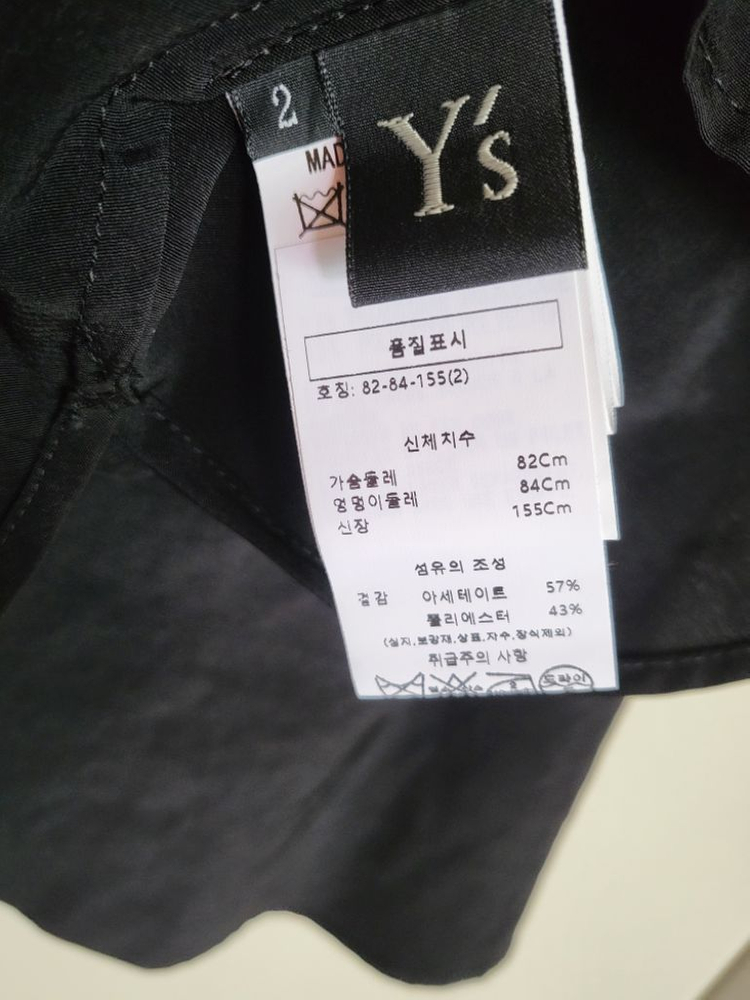 2
Y's
MAD
품질표시
호칭: 82-84-155(2)
신체치수
가슴둘레 82Cm
엉덩이둘레 84Cm
신장 155Cm
섬유의 조성
겉감 아세테이트 57%
폴리에스터 43%
(심지,보강재,상표,자수,장식제외)
취급주의 사항
드라이